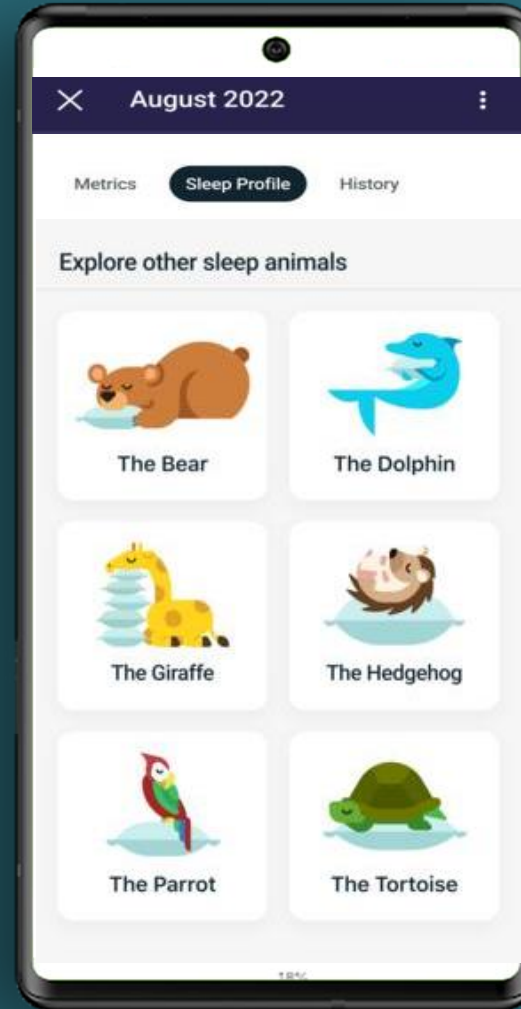 August 2022
Metrics Sleep Profile History
Explore other sleep animals
The Bear The Dolphin
The Giraffe The Hedgehog
The Parrot The Tortoise
18%